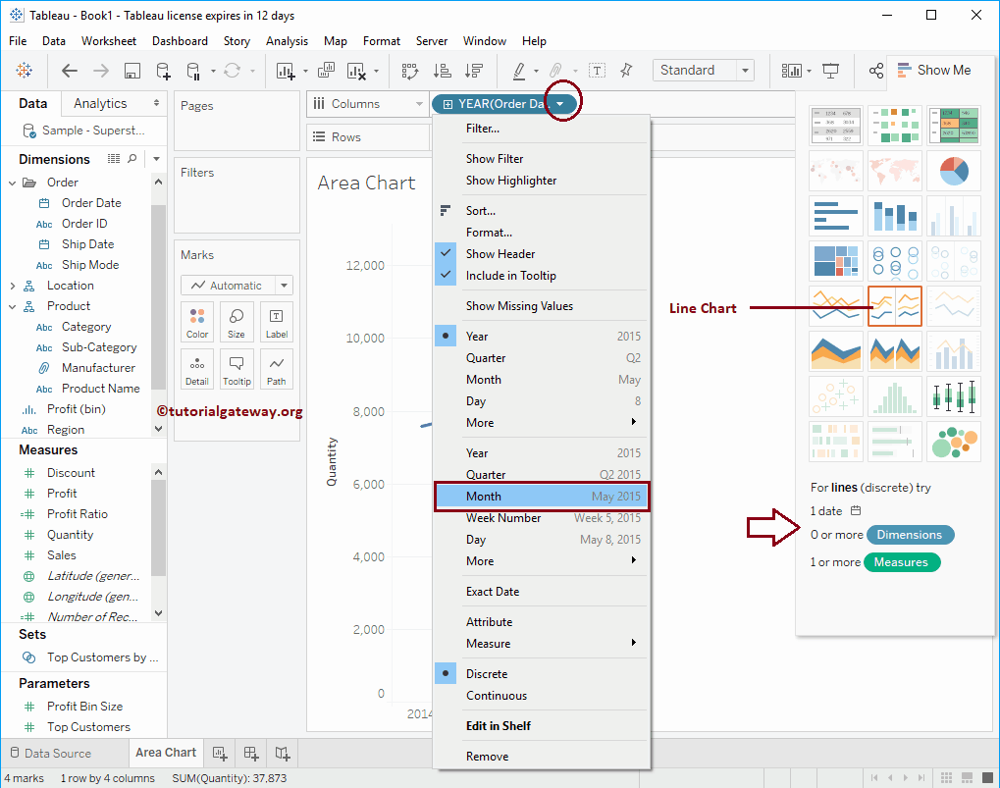 Tableau - Book1 - Tableau license expires in 12 days
File Data Worksheet Dashboard Story Analysis Map Format Server Window Help
Standard
Show Me
Data Analytics
Sample - Superst...
Dimensions
Order
Order Date
Abc Order ID
Ship Date
Abc Ship Mode
Location
Product
Abc Category
Abc Sub-Category
Manufacturer
Abc Product Name
Profit (bin)
Abc Region
Measures
Discount
Profit
Profit Ratio
Quantity
Sales
Latitude (gener...
Longitude (gen...
Number of Rec...
Sets
Top Customers by ...
Parameters
Profit Bin Size
Top Customers
Pages
Filters
Marks
Automatic
Color Size Label
Detail Tooltip Path
©tutorialgateway.org
Columns
YEAR(Order Da..
Rows
Area Chart
Quantity
12,000
10,000
8,000
6,000
4,000
2,000
0
2014
Filter...
Show Filter
Show Highlighter
Sort...
Format...
Show Header
Include in Tooltip
Show Missing Values
Year 2015
Quarter Q2
Month May
Day 8
More
Year 2015
Quarter Q2 2015
Month May 2015
Week Number Week 5, 2015
Day May 8, 2015
More
Exact Date
Attribute
Measure
Discrete
Continuous
Edit in Shelf
Remove
Line Chart
For lines (discrete) try
1 date
0 or more Dimensions
1 or more Measures
Data Source
Area Chart
4 marks 1 row by 4 columns SUM(Quantity): 37,873